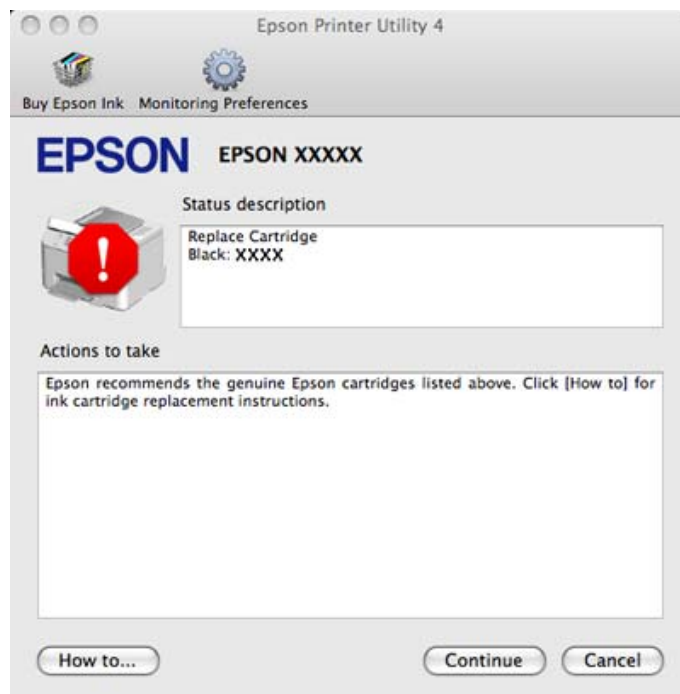 Epson Printer Utility 4
Buy Epson Ink Monitoring Preferences
EPSON EPSON XXXXX
Status description
Replace Cartridge
Black: XXXX
Actions to take
Epson recommends the genuine Epson cartridges listed above. Click [How to] for
ink cartridge replacement instructions.
How to... Continue Cancel